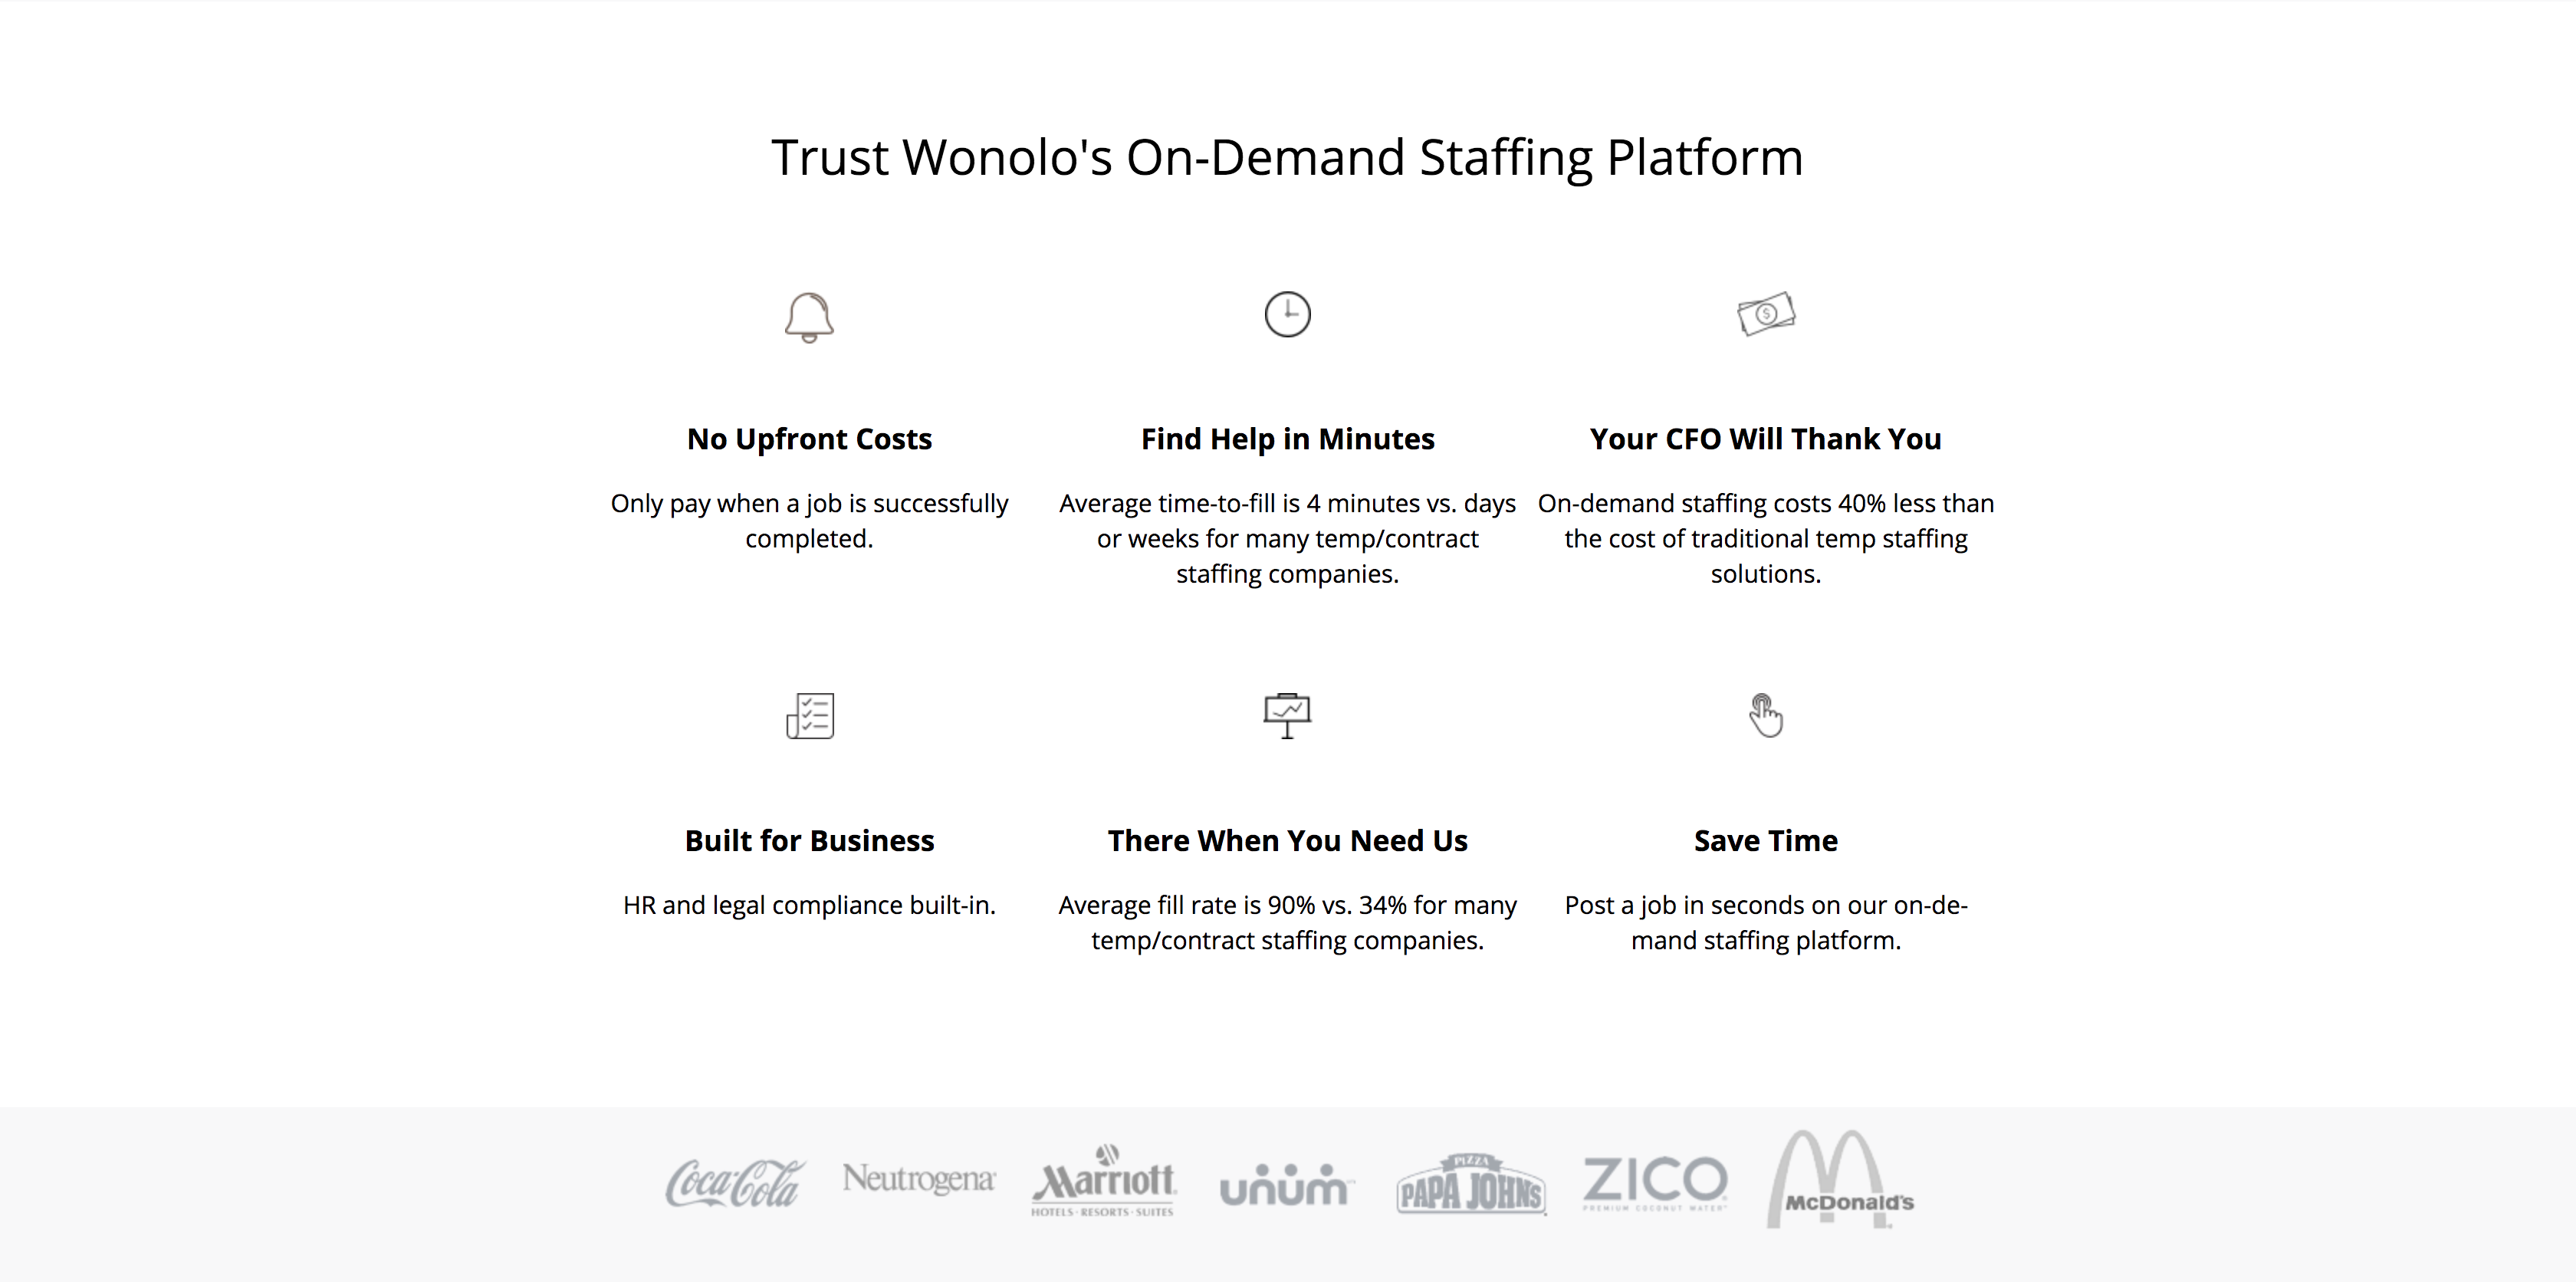 Trust Wonolo's On-Demand Staffing Platform
No Upfront Costs
Only pay when a job is successfully
completed.
Find Help in Minutes
Average time-to-fill is 4 minutes vs. days
or weeks for many temp/contract
staffing companies.
$
Your CFO Will Thank You
On-demand staffing costs 40% less than
the cost of traditional temp staffing
solutions.
Built for Business
HR and legal compliance built-in.
There When You Need Us
Average fill rate is 90% vs. 34% for many
temp/contract staffing companies.
Save Time
Post a job in seconds on our on-de-
mand staffing platform.
Coca-Cola
Neutrogena
Marriott
HOTELS · RESORTS · SUITES
unum
PIZZA
PAPA JOHNS
ZICO
PREMIUM COCONUT WATER
McDonald's